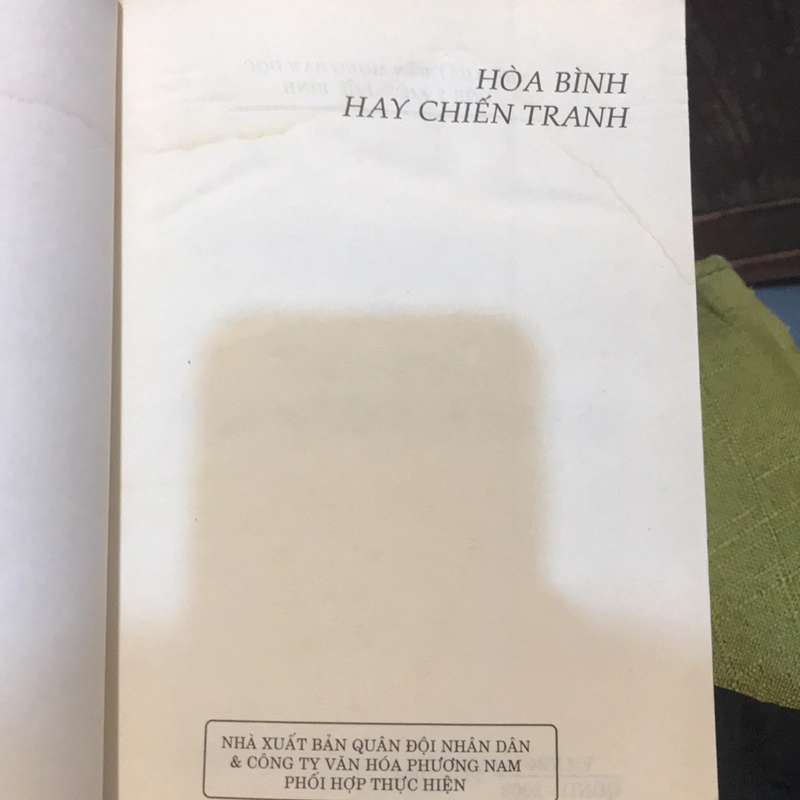 HÒA BÌNH
HAY CHIẾN TRANH
NHÀ XUẤT BẢN QUÂN ĐỘI NHÂN DÂN
& CÔNG TY VĂN HÓA PHƯƠNG NAM
PHỐI HỢP THỰC HIỆN